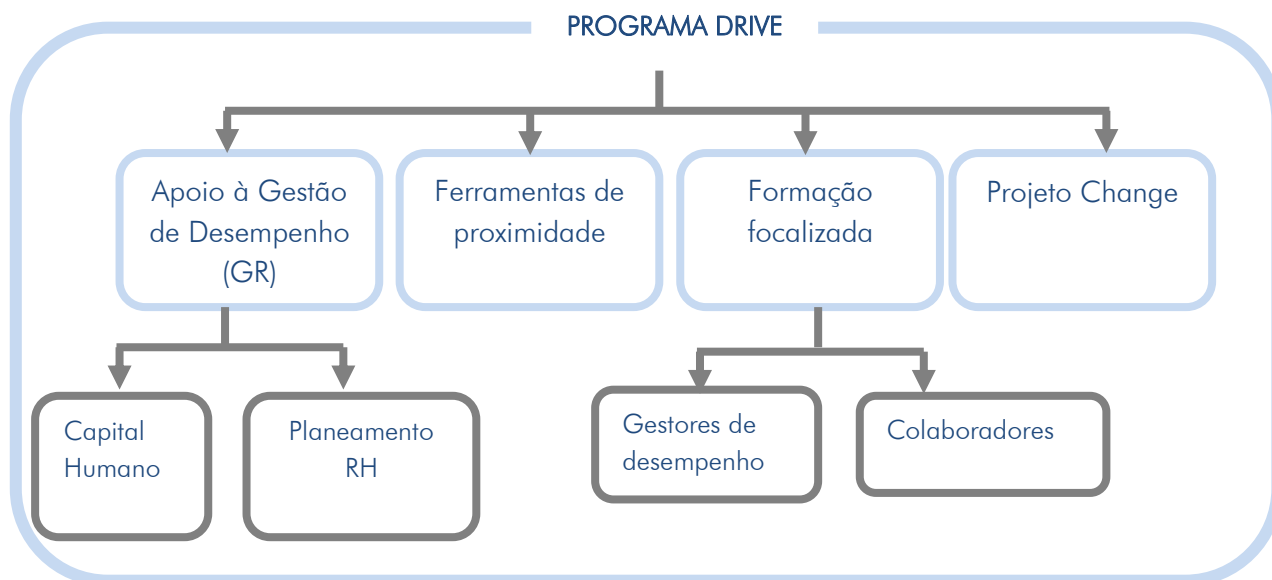 PROGRAMA DRIVE
Apoio à Gestão
de Desempenho
(GR)
Ferramentas de
proximidade
Formação
focalizada
Projeto Change
Capital
Humano
Planeamento
RH
Gestores de
desempenho
Colaboradores